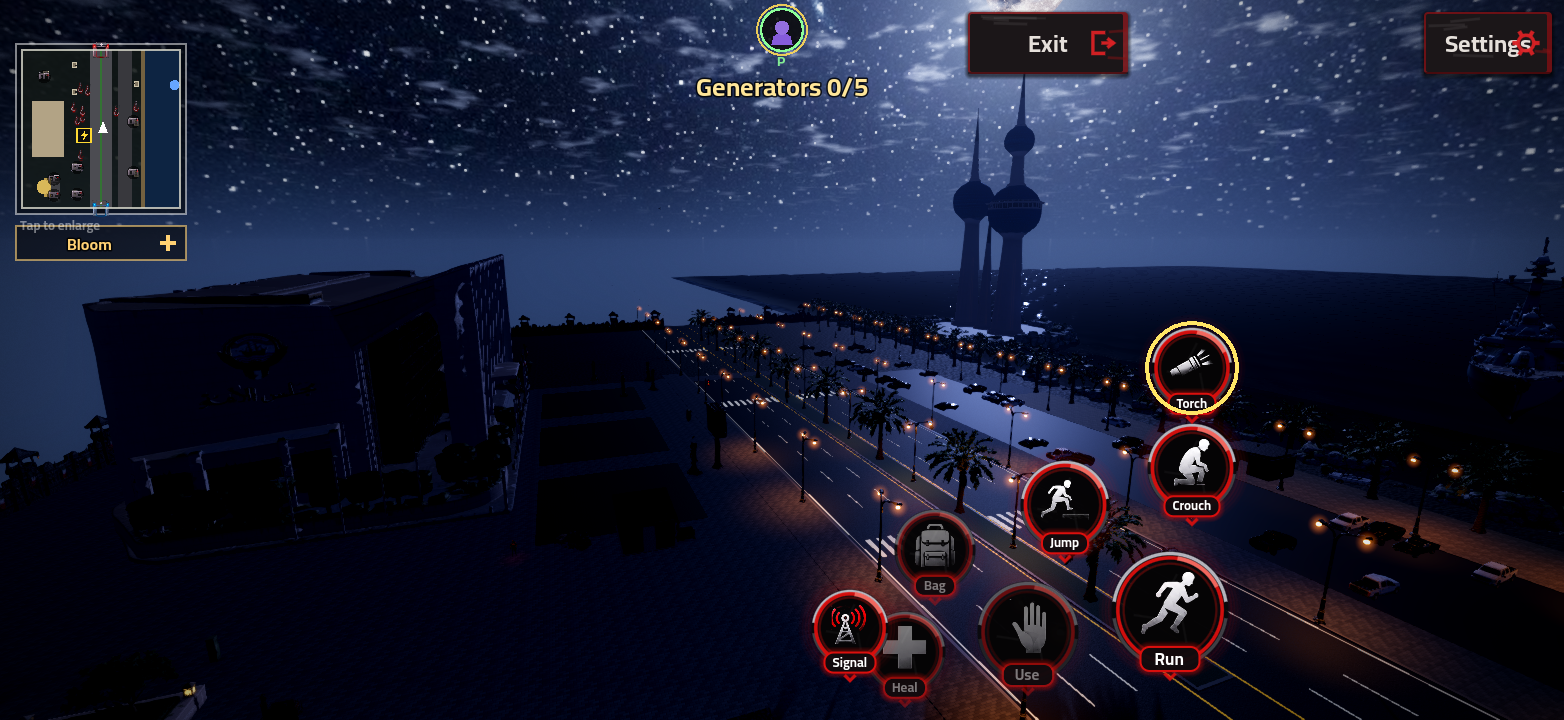 Exit
Settings
P
Generators 0/5
Tap to enlarge
Bloom
Torch
Crouch
Jump
Bag
Run
Signal
Use
Heal